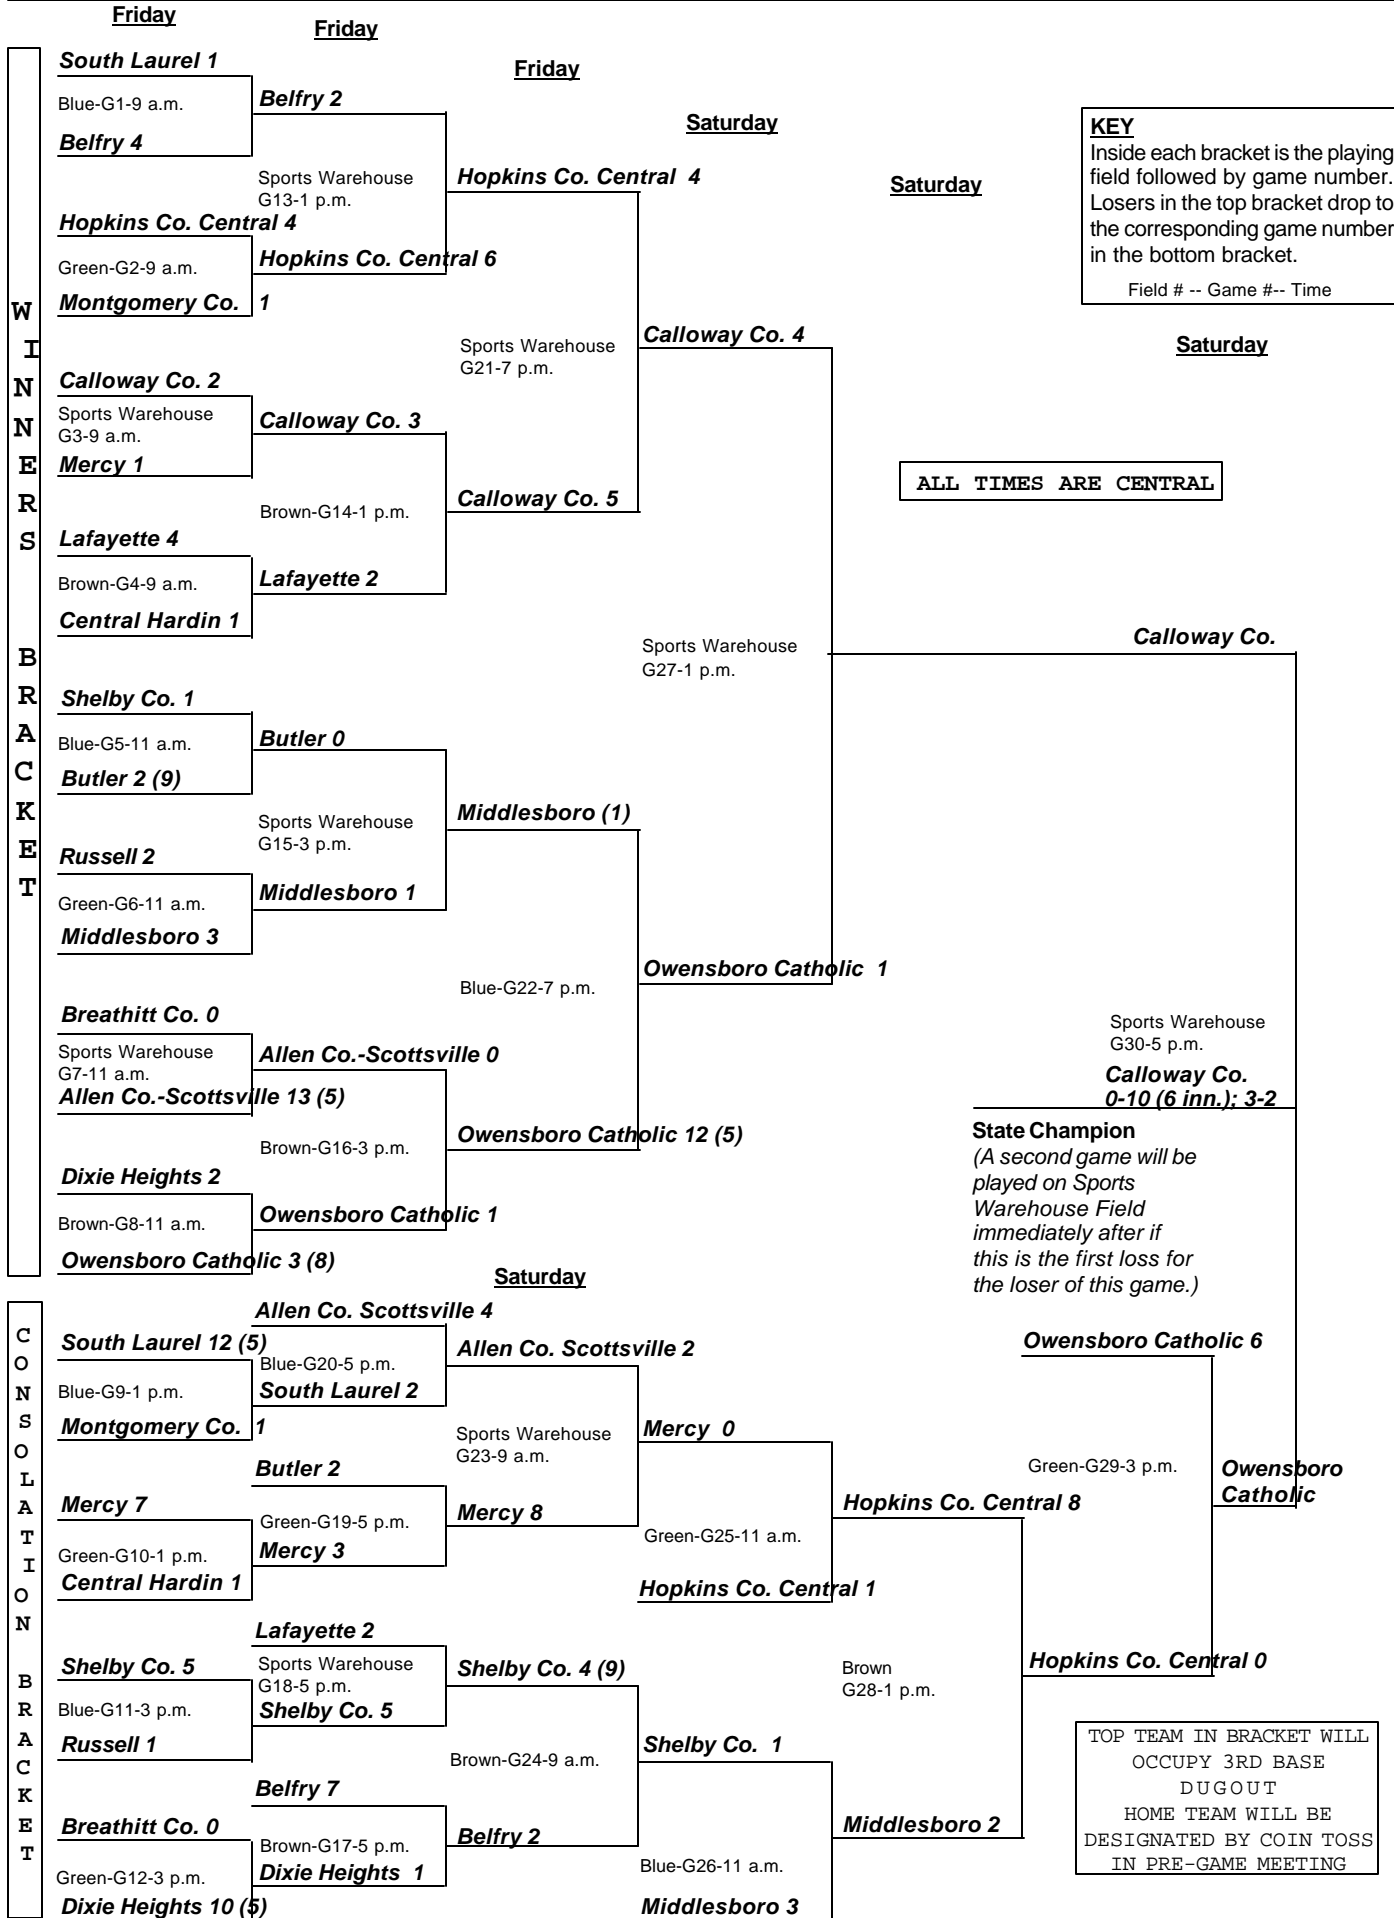 Friday
Friday
Friday
Saturday
Saturday
Saturday
KEY
Inside each bracket is the playing
field followed by game number.
Losers in the top bracket drop to
the corresponding game number
in the bottom bracket.
Field # -- Game #-- Time
ALL TIMES ARE CENTRAL
WINNERS BRACKET
South Laurel 1
Blue-G1-9 a.m.
Belfry 4
Hopkins Co. Central 4
Green-G2-9 a.m.
Montgomery Co. 1
Calloway Co. 2
Sports Warehouse
G3-9 a.m.
Mercy 1
Lafayette 4
Brown-G4-9 a.m.
Central Hardin 1
Shelby Co. 1
Blue-G5-11 a.m.
Butler 2 (9)
Russell 2
Green-G6-11 a.m.
Middlesboro 3
Breathitt Co. 0
Sports Warehouse
G7-11 a.m.
Allen Co.-Scottsville 13 (5)
Dixie Heights 2
Brown-G8-11 a.m.
Owensboro Catholic 3 (8)
Belfry 2
Sports Warehouse
G13-1 p.m.
Hopkins Co. Central 6
Calloway Co. 3
Brown-G14-1 p.m.
Lafayette 2
Butler 0
Sports Warehouse
G15-3 p.m.
Middlesboro 1
Allen Co.-Scottsville 0
Brown-G16-3 p.m.
Owensboro Catholic 1
Hopkins Co. Central 4
Sports Warehouse
G21-7 p.m.
Calloway Co. 5
Middlesboro (1)
Blue-G22-7 p.m.
Owensboro Catholic 12 (5)
Calloway Co. 4
Sports Warehouse
G27-1 p.m.
Owensboro Catholic 1
Calloway Co.
Sports Warehouse
G30-5 p.m.
Calloway Co.
0-10 (6 inn.); 3-2
State Champion
(A second game will be
played on Sports
Warehouse Field
immediately after if
this is the first loss for
the loser of this game.)
Saturday
CONSOLATION BRACKET
South Laurel 12 (5)
Blue-G9-1 p.m.
Montgomery Co. 1
Mercy 7
Green-G10-1 p.m.
Central Hardin 1
Shelby Co. 5
Blue-G11-3 p.m.
Russell 1
Breathitt Co. 0
Green-G12-3 p.m.
Dixie Heights 10 (5)
Allen Co. Scottsville 4
Blue-G20-5 p.m.
South Laurel 2
Butler 2
Green-G19-5 p.m.
Mercy 3
Lafayette 2
Sports Warehouse
G18-5 p.m.
Shelby Co. 5
Belfry 7
Brown-G17-5 p.m.
Dixie Heights 1
Allen Co. Scottsville 2
Sports Warehouse
G23-9 a.m.
Mercy 8
Shelby Co. 4 (9)
Brown-G24-9 a.m.
Belfry 2
Mercy 0
Green-G25-11 a.m.
Hopkins Co. Central 1
Shelby Co. 1
Blue-G26-11 a.m.
Middlesboro 3
Hopkins Co. Central 8
Brown
G28-1 p.m.
Middlesboro 2
Owensboro Catholic 6
Green-G29-3 p.m.
Hopkins Co. Central 0
Owensboro
Catholic
TOP TEAM IN BRACKET WILL
OCCUPY 3RD BASE
DUGOUT
HOME TEAM WILL BE
DESIGNATED BY COIN TOSS
IN PRE-GAME MEETING